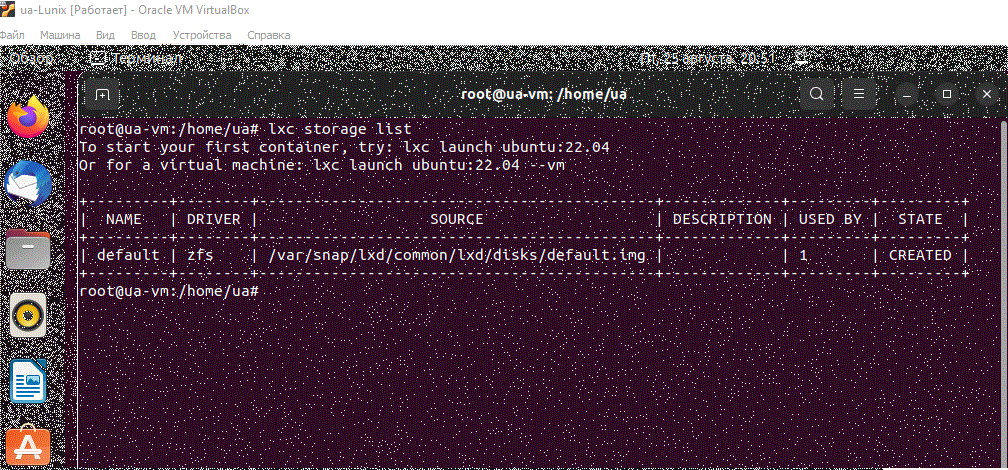 ua-Lunix [Работает] - Oracle VM VirtualBox
Файл Машина Вид Ввод Устройства Справка
Обзор Терминал Пт, 25 августа, 20:51
root@ua-vm: /home/ua
root@ua-vm:/home/ua# lxc storage list
To start your first container, try: lxc launch ubuntu:22.04
Or for a virtual machine: lxc launch ubuntu:22.04 --vm
+---------+--------+--------------------------------------------+-------------+---------+---------+
| NAME | DRIVER | SOURCE | DESCRIPTION | USED BY | STATE |
+---------+--------+--------------------------------------------+-------------+---------+---------+
| default | zfs | /var/snap/lxd/common/lxd/disks/default.img | | 1 | CREATED |
+---------+--------+--------------------------------------------+-------------+---------+---------+
root@ua-vm:/home/ua#